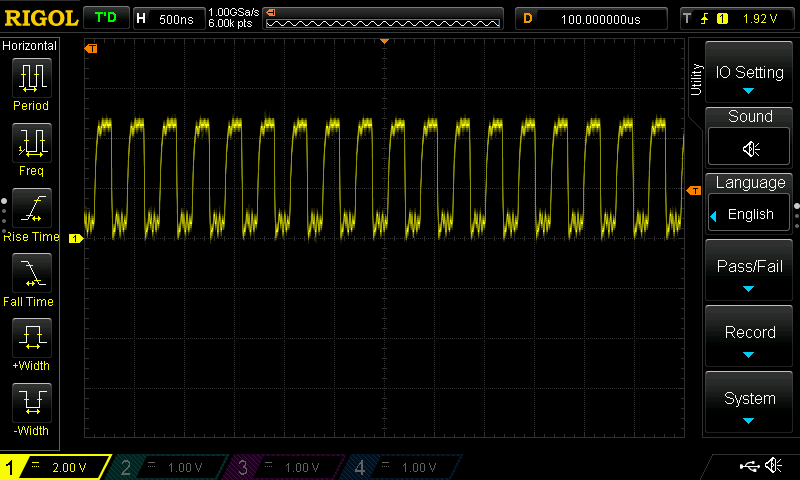 RIGOL T'D H 500ns 1.00GSa/s 6.00k pts D 100.000000us T 1 1.92 V
Horizontal
Period
Freq
Rise Time
Fall Time
+Width
-Width
T
T
1
Utility
IO Setting
Sound
Language
English
Pass/Fail
Record
System
1 2.00 V 2 1.00 V 3 1.00 V 4 1.00 V